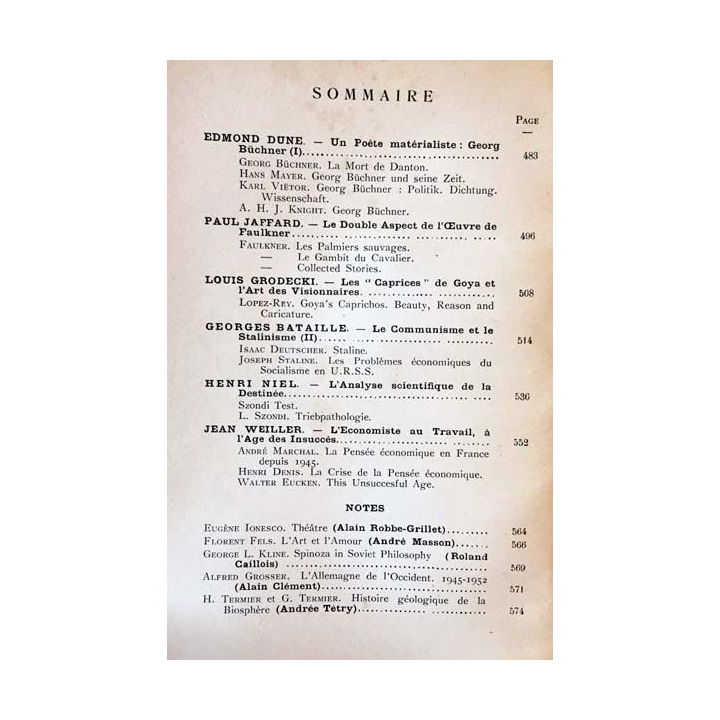 SOMMAIRE
PAGE
EDMOND DUNE. — Un Poète matérialiste : Georg
Büchner (I)............................................. 483
GEORG BÜCHNER. La Mort de Danton.
HANS MAYER. Georg Büchner und seine Zeit.
KARL VIËTOR. Georg Büchner : Politik. Dichtung.
Wissenschaft.
A. H. J. KNIGHT. Georg Büchner.
PAUL JAFFARD. — Le Double Aspect de l'Œuvre de
Faulkner............................................. 496
FAULKNER. Les Palmiers sauvages.
— Le Gambit du Cavalier.
— Collected Stories.
LOUIS GRODECKI. — Les "Caprices" de Goya et
l'Art des Visionnaires. ............................ 508
LOPEZ-REY. Goya's Caprichos. Beauty, Reason and
Caricature.
GEORGES BATAILLE. — Le Communisme et le
Stalinisme (II)...... ............................... 514
ISAAC DEUTSCHER. Staline.
JOSEPH STALINE. Les Problèmes économiques du
Socialisme en U.R.S.S.
HENRI NIEL. — L'Analyse scientifique de la
Destinée............................................. 536
Szondi Test.
L. SZONDI. Triebpathologie.
JEAN WEILLER. — L'Economiste au Travail, à
l'Age des Insuccès.................................. 552
ANDRÉ MARCHAL. La Pensée économique en France
depuis 1945.
HENRI DENIS. La Crise de la Pensée économique.
WALTER EUCKEN. This Unsuccesful Age.
NOTES
EUGÈNE IONESCO. Théâtre (Alain Robbe-Grillet)......... 564
FLORENT FELS. L'Art et l'Amour (André Masson)....... 566
GEORGE L. KLINE. Spinoza in Soviet Philosophy (Roland
Caillois) ............................................. 569
ALFRED GROSSER. L'Allemagne de l'Occident. 1945-1952
(Alain Clément)...................................... 571
H. TERMIER et G. TERMIER. Histoire géologique de la
Biosphère (Andrée Tétry)............................ 574